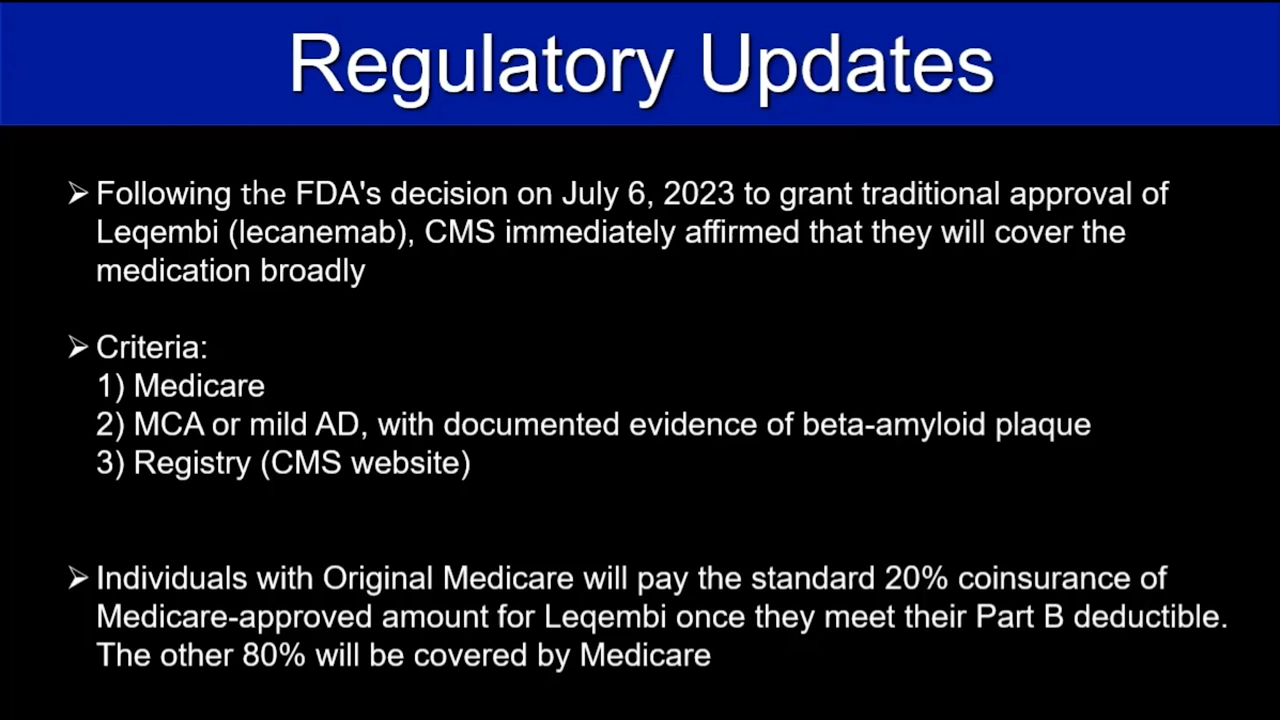 Regulatory Updates
➢ Following the FDA's decision on July 6, 2023 to grant traditional approval of
Leqembi (lecanemab), CMS immediately affirmed that they will cover the
medication broadly
➢ Criteria:
1) Medicare
2) MCA or mild AD, with documented evidence of beta-amyloid plaque
3) Registry (CMS website)
➢ Individuals with Original Medicare will pay the standard 20% coinsurance of
Medicare-approved amount for Leqembi once they meet their Part B deductible.
The other 80% will be covered by Medicare